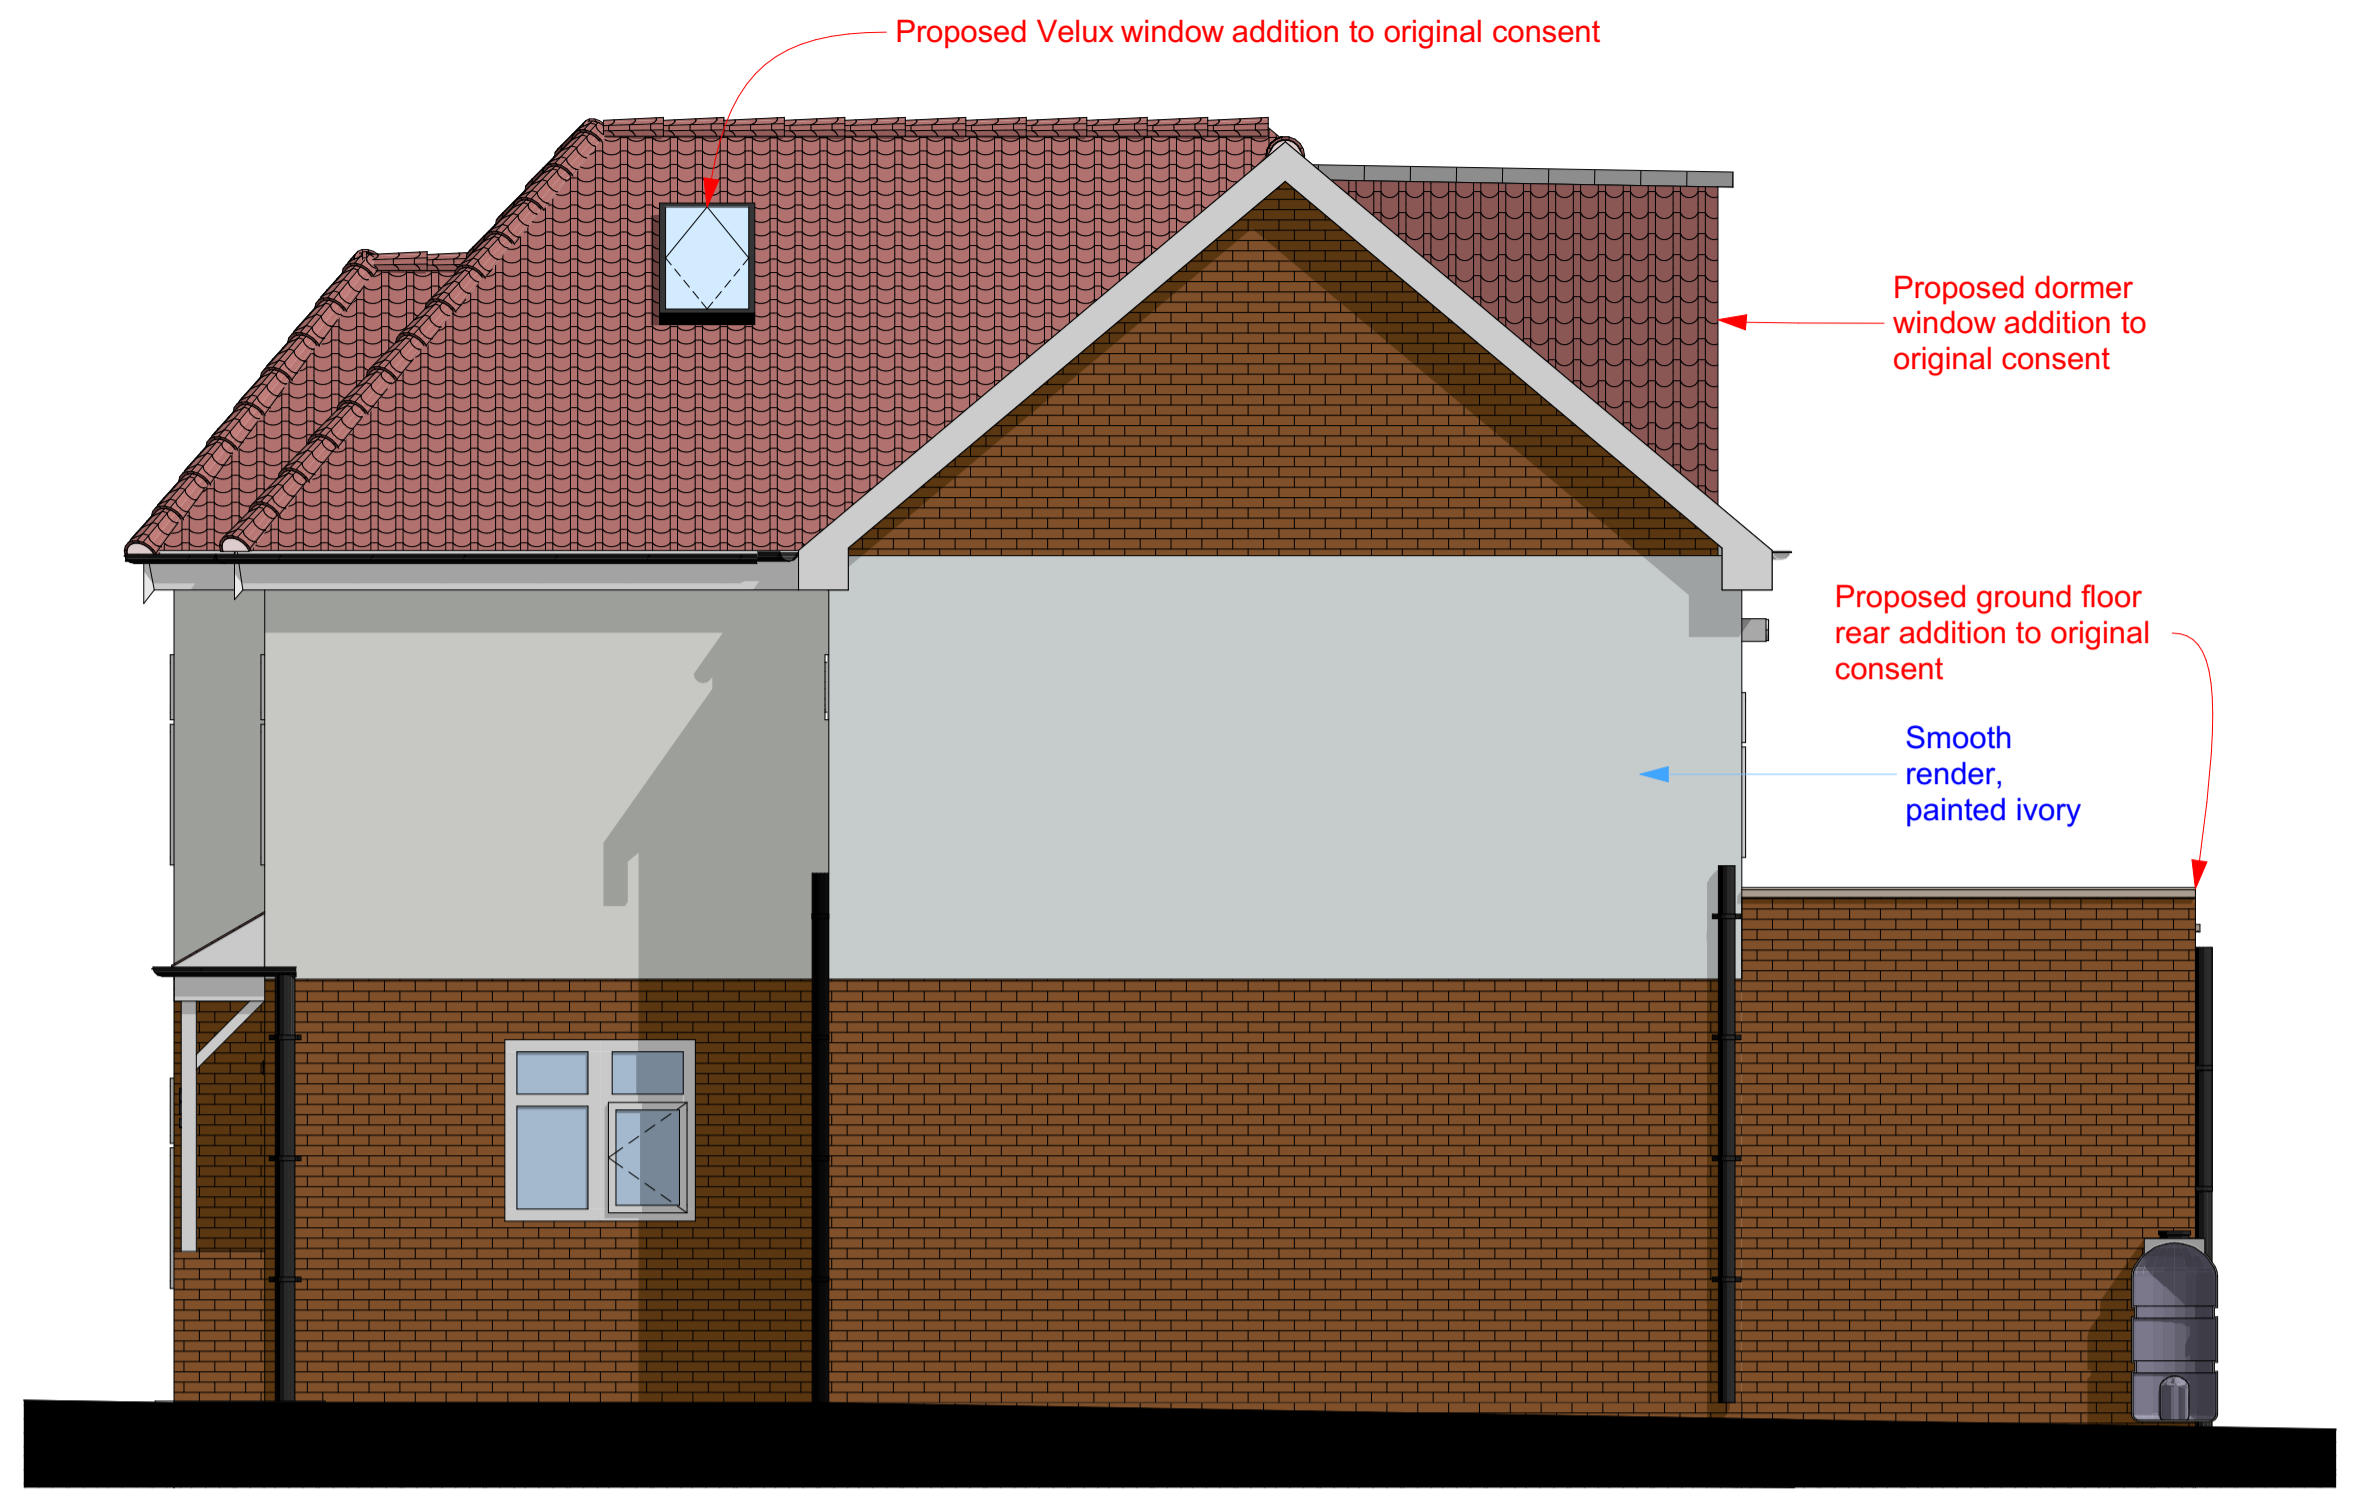 Proposed Velux window addition to original consent
Proposed dormer
window addition to
original consent
Proposed ground floor
rear addition to original
consent
Smooth
render,
painted ivory